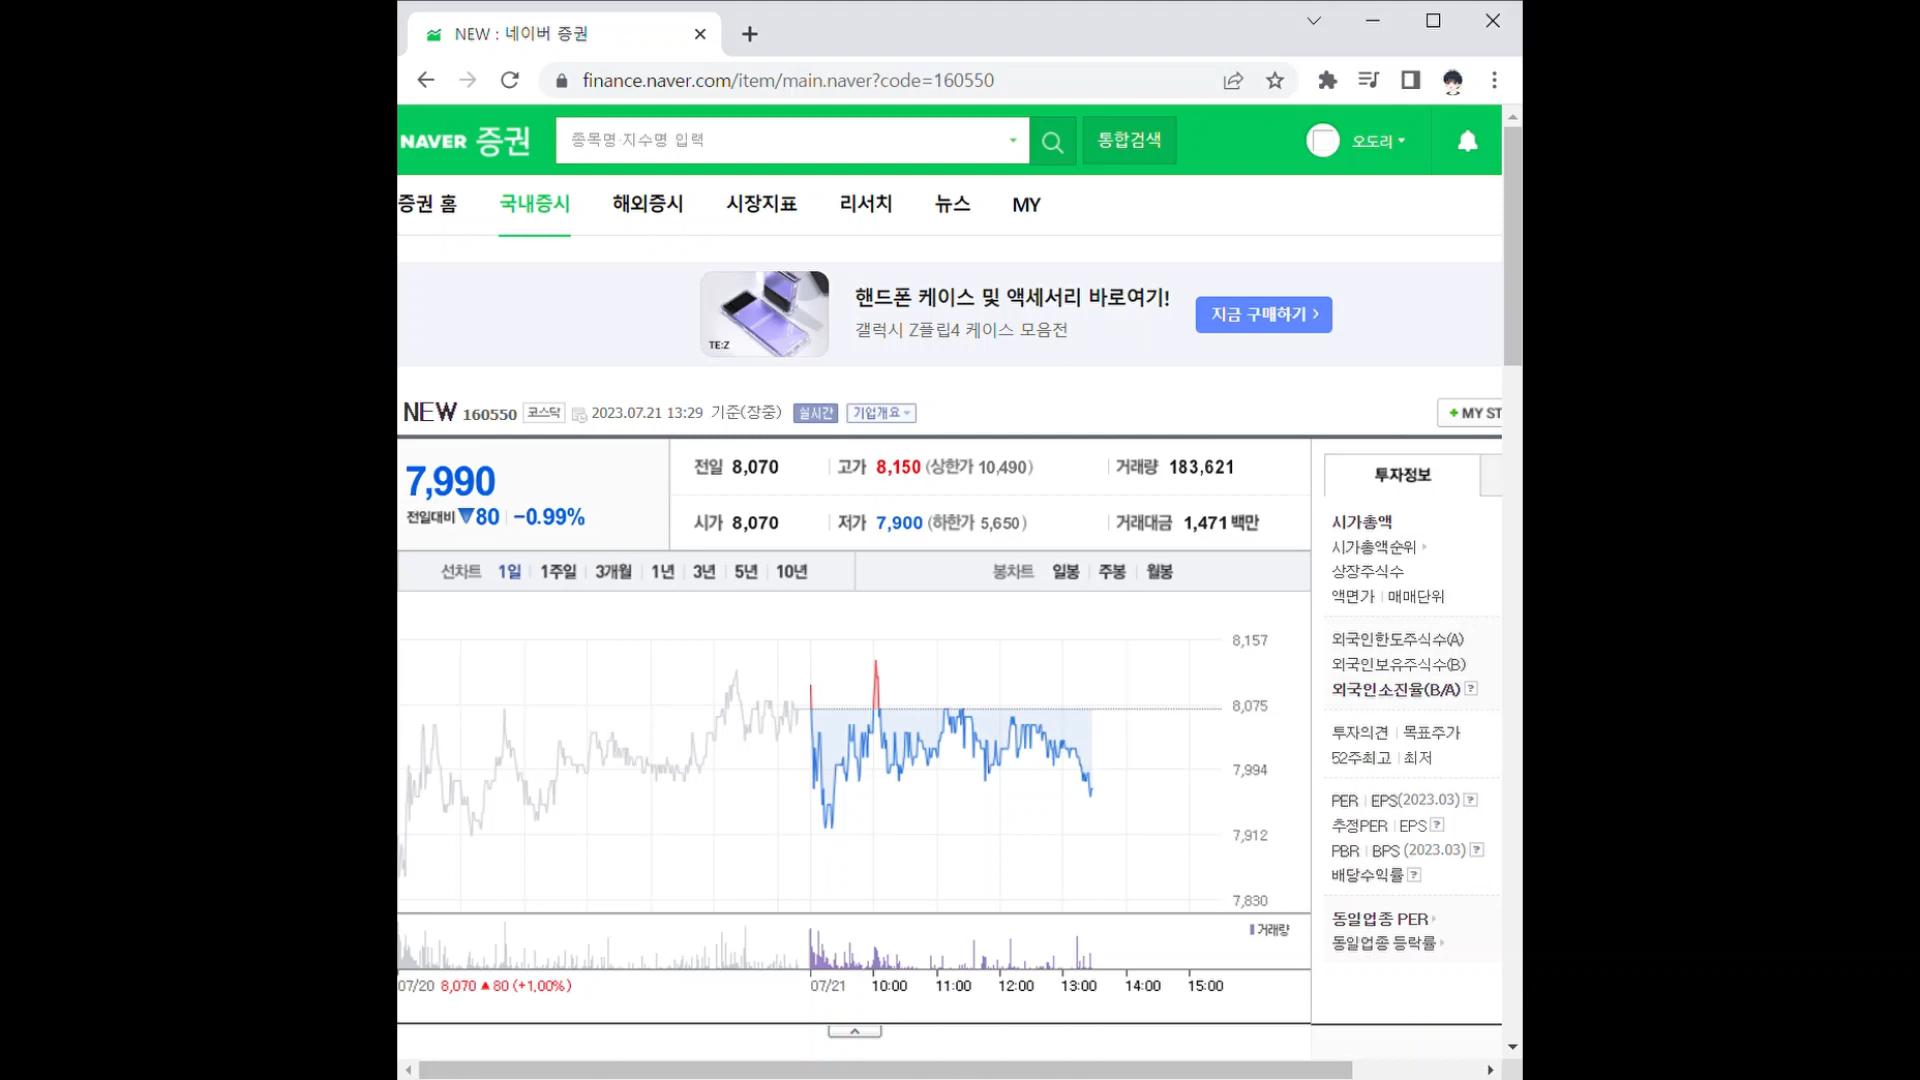 NEW : 네이버 증권
finance.naver.com/item/main.naver?code=160550
NAVER 증권
종목명·지수명 입력
통합검색
오도리
증권 홈 국내증시 해외증시 시장지표 리서치 뉴스 MY
TE:Z
핸드폰 케이스 및 액세서리 바로여기!
갤럭시 Z플립4 케이스 모음전
지금 구매하기 >
NEW 160550 코스닥 2023.07.21 13:29 기준(장중) 실시간 기업개요
+ MY ST
7,990
전일대비 ▼80 -0.99%
전일 8,070 고가 8,150 (상한가 10,490) 거래량 183,621
시가 8,070 저가 7,900 (하한가 5,650) 거래대금 1,471 백만
선차트 1일 1주일 3개월 1년 3년 5년 10년 봉차트 일봉 주봉 월봉
8,157
8,075
7,994
7,912
7,830
거래량
07/20 8,070 ▲80 (+1.00%) 07/21 10:00 11:00 12:00 13:00 14:00 15:00
투자정보
시가총액
시가총액순위
상장주식수
액면가 | 매매단위
외국인한도주식수(A)
외국인보유주식수(B)
외국인소진율(B/A) ?
투자의견 | 목표주가
52주최고 | 최저
PER | EPS(2023.03) ?
추정PER | EPS ?
PBR | BPS (2023.03) ?
배당수익률 ?
동일업종 PER
동일업종 등락률